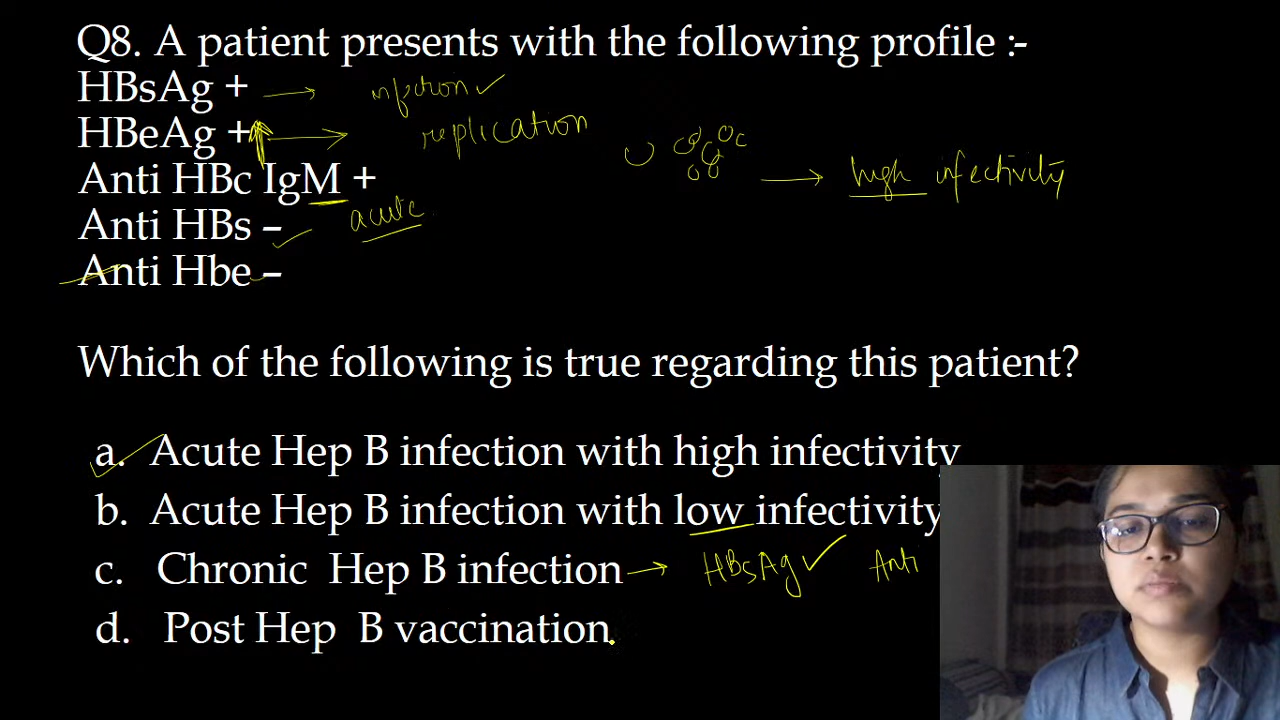 Q8. A patient presents with the following profile :-
HBsAg + → infection ✓
HBeAg + → replication
→ high infectivity
Anti HBc IgM +
acute
Anti HBs –
Anti Hbe –
Which of the following is true regarding this patient?
a. Acute Hep B infection with high infectivity
b. Acute Hep B infection with low infectivity
c. Chronic Hep B infection → HBsAg ✓ Anti
d. Post Hep B vaccination.